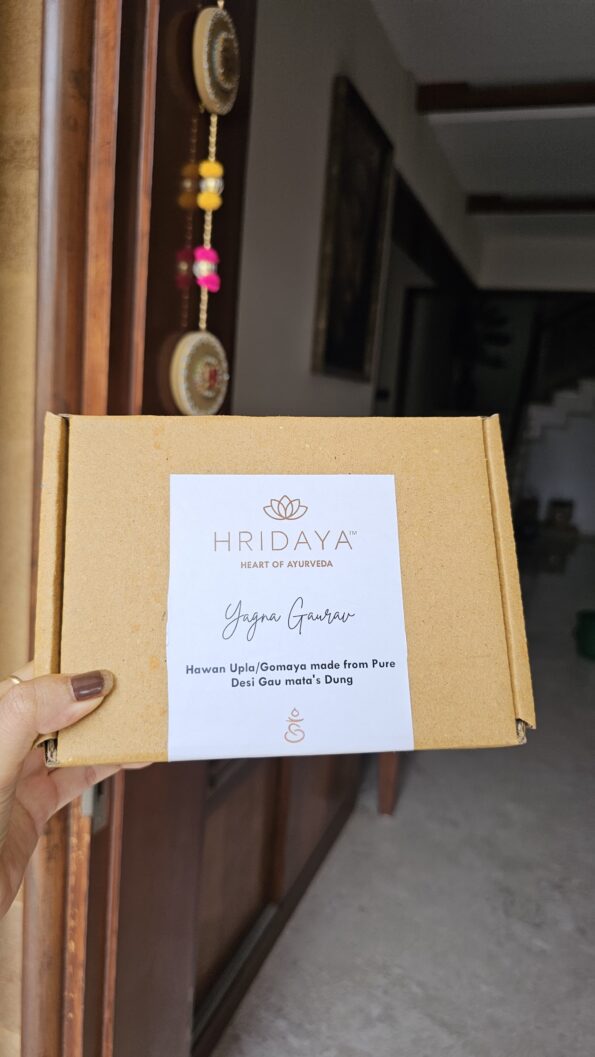 HRIDAYA™
HEART OF AYURVEDA
Yagna Gaurav
Hawan Upla/Gomaya made from Pure
Desi Gau mata's Dung